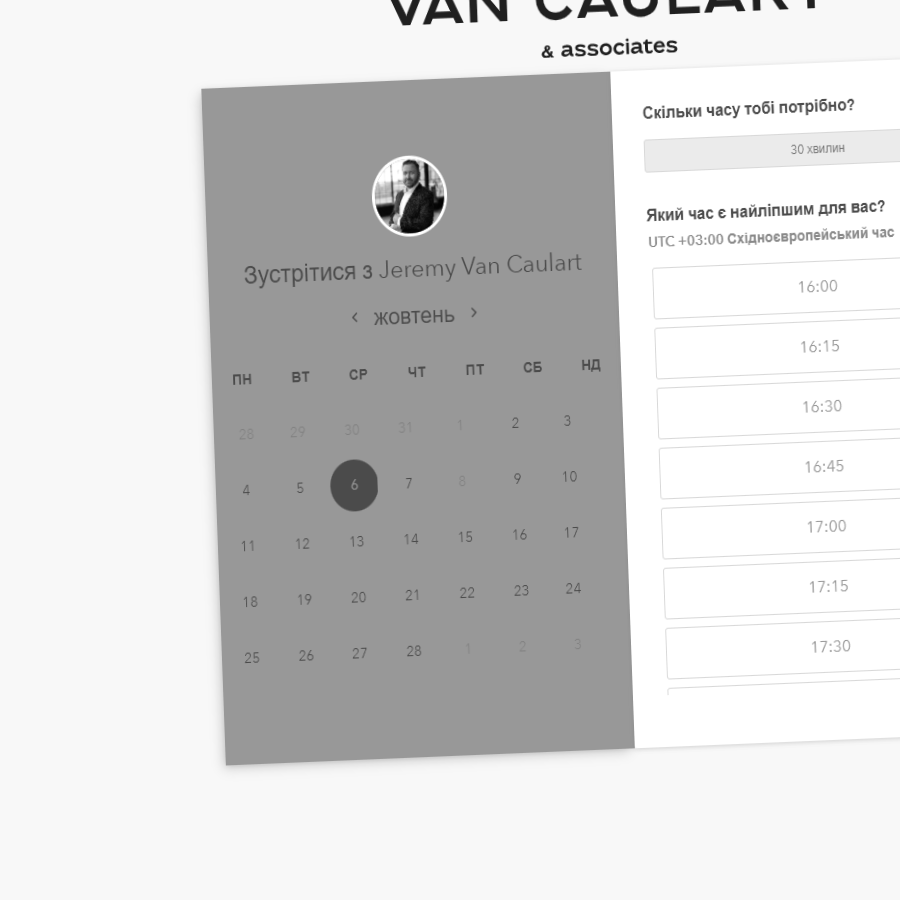 VAN CAULART
& associates
Зустрітися з Jeremy Van Caulart
‹ жовтень ›
ПН ВТ СР ЧТ ПТ СБ НД
28 29 30 31 1 2 3
4 5 6 7 8 9 10
11 12 13 14 15 16 17
18 19 20 21 22 23 24
25 26 27 28 1 2 3
Скільки часу тобі потрібно?
30 хвилин
Який час є найліпшим для вас?
UTC +03:00 Східноєвропейський час
16:00
16:15
16:30
16:45
17:00
17:15
17:30